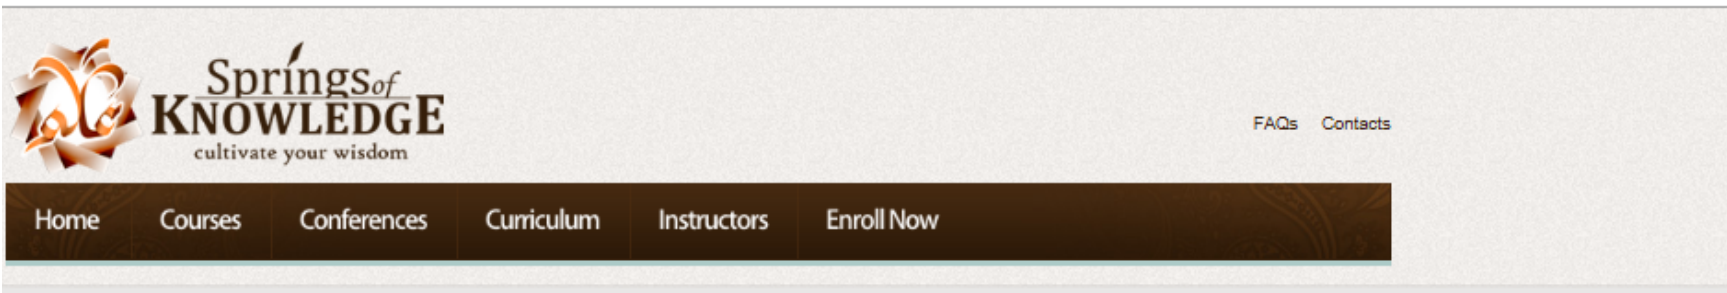 Springs of
KNOWLEDGE
cultivate your wisdom
FAQs Contacts
Home Courses Conferences Curriculum Instructors Enroll Now